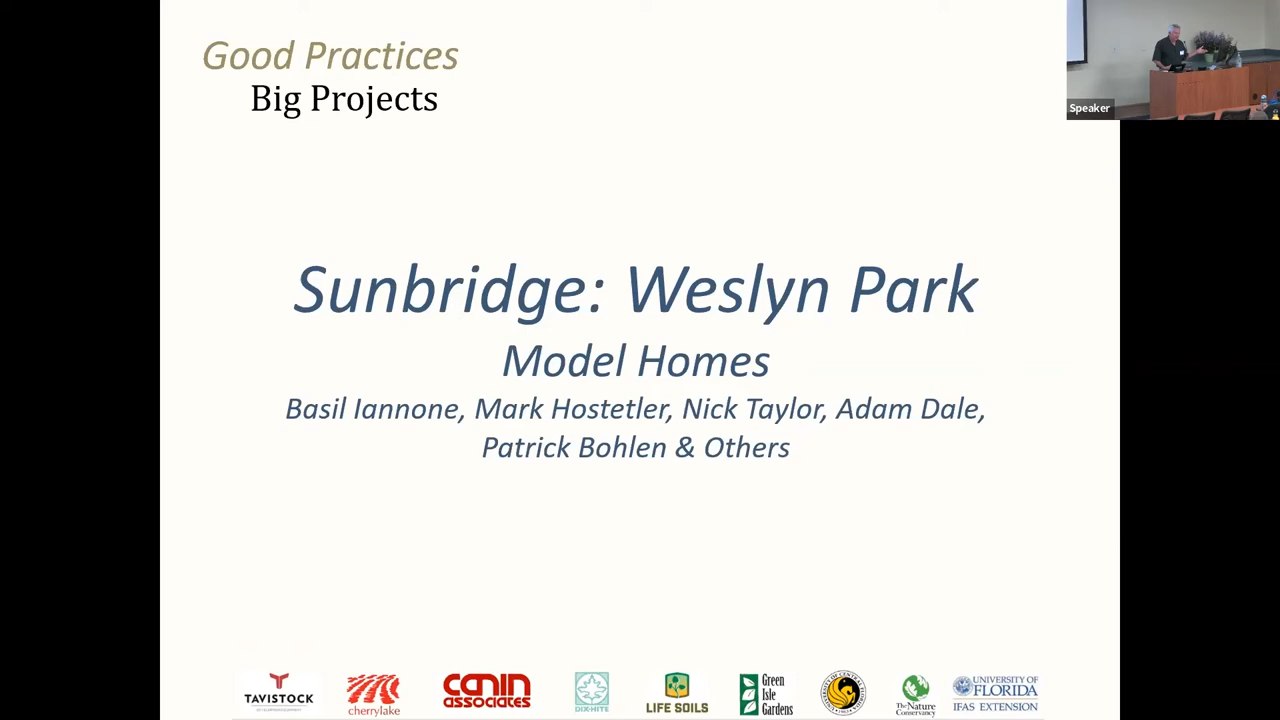 Good Practices
Big Projects
Speaker
Sunbridge: Weslyn Park
Model Homes
Basil Iannone, Mark Hostetler, Nick Taylor, Adam Dale,
Patrick Bohlen & Others
TAVISTOCK
cherrylake
canin
associates
DIX·HITE
LIFE SOILS
Green
Isle
Gardens
The Nature
Conservancy
UNIVERSITY of
FLORIDA
IFAS EXTENSION